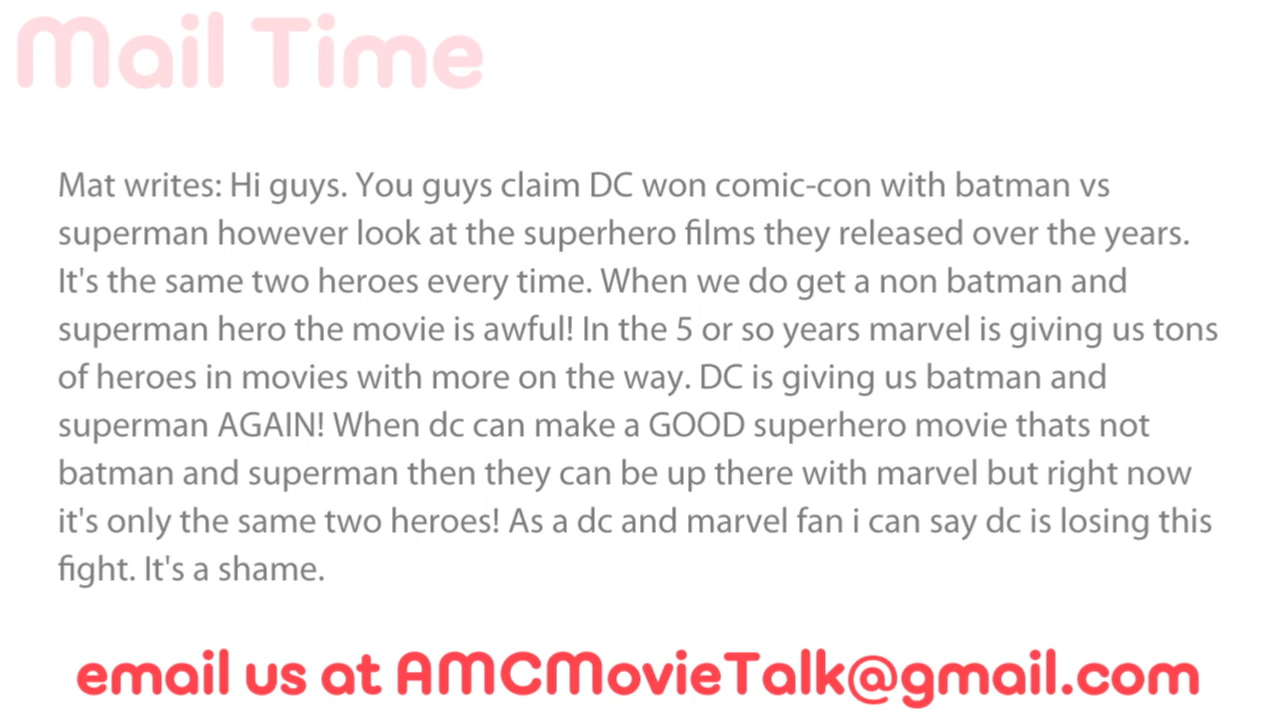 Mail Time
Mat writes: Hi guys. You guys claim DC won comic-con with batman vs
superman however look at the superhero films they released over the years.
It's the same two heroes every time. When we do get a non batman and
superman hero the movie is awful! In the 5 or so years marvel is giving us tons
of heroes in movies with more on the way. DC is giving us batman and
superman AGAIN! When dc can make a GOOD superhero movie thats not
batman and superman then they can be up there with marvel but right now
it's only the same two heroes! As a dc and marvel fan i can say dc is losing this
fight. It's a shame.
email us at AMCMovieTalk@gmail.com